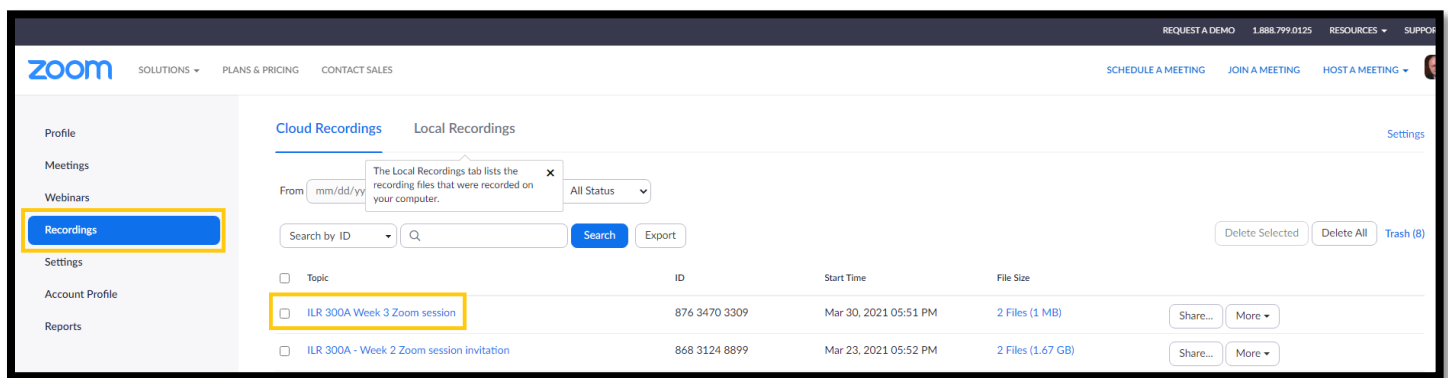 REQUEST A DEMO 1.888.799.0125 RESOURCES SUPPOR
zoom SOLUTIONS PLANS & PRICING CONTACT SALES SCHEDULE A MEETING JOIN A MEETING HOST A MEETING
Profile
Meetings
Webinars
Recordings
Settings
Account Profile
Reports
Cloud Recordings Local Recordings Settings
The Local Recordings tab lists the
recording files that were recorded on
your computer.
From mm/dd/yy All Status
Search by ID Search Export Delete Selected Delete All Trash (8)
Topic ID Start Time File Size
ILR 300A Week 3 Zoom session 876 3470 3309 Mar 30, 2021 05:51 PM 2 Files (1 MB) Share... More
ILR 300A - Week 2 Zoom session invitation 868 3124 8899 Mar 23, 2021 05:52 PM 2 Files (1.67 GB) Share... More